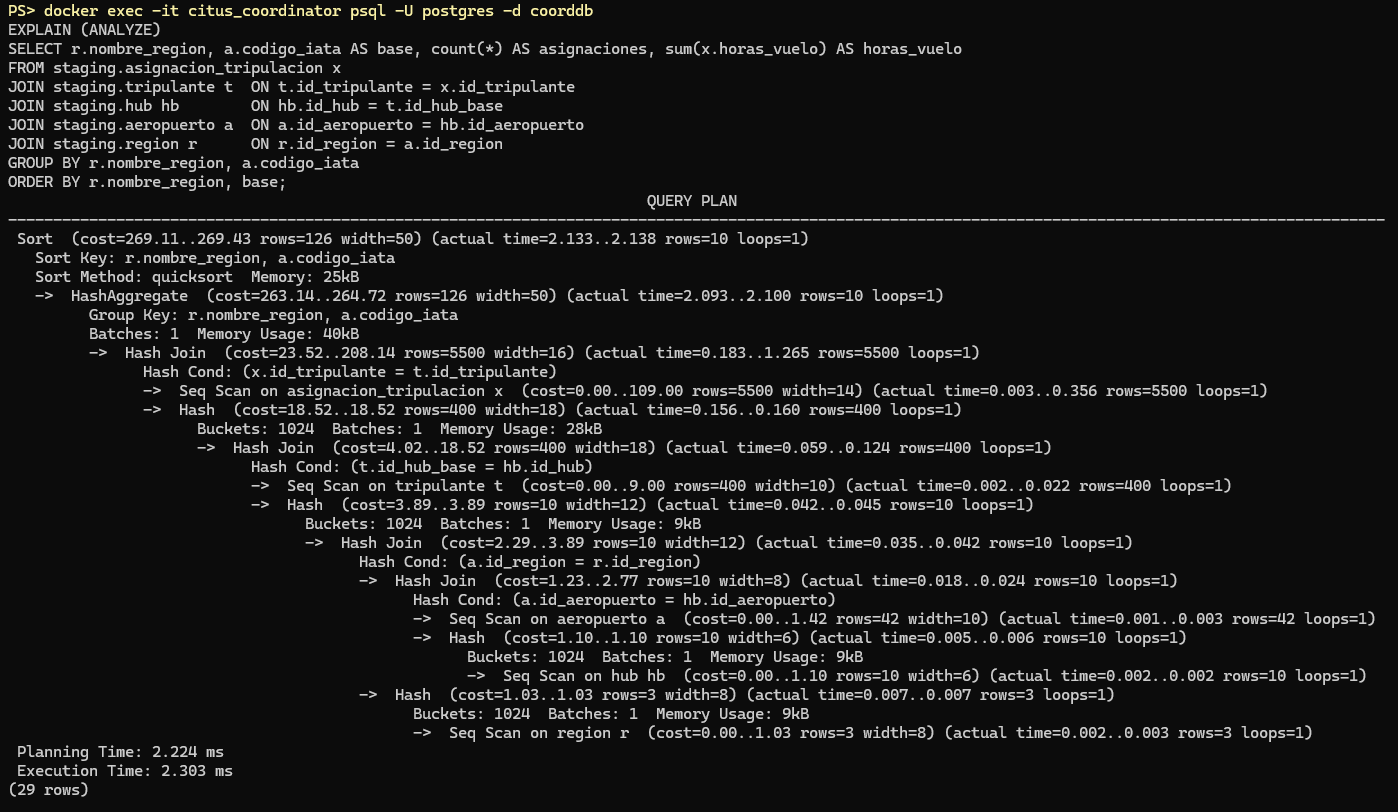 PS> docker exec -it citus_coordinator psql -U postgres -d coorddb
EXPLAIN (ANALYZE)
SELECT r.nombre_region, a.codigo_iata AS base, count(*) AS asignaciones, sum(x.horas_vuelo) AS horas_vuelo
FROM staging.asignacion_tripulacion x
JOIN staging.tripulante t  ON t.id_tripulante = x.id_tripulante
JOIN staging.hub hb        ON hb.id_hub = t.id_hub_base
JOIN staging.aeropuerto a  ON a.id_aeropuerto = hb.id_aeropuerto
JOIN staging.region r      ON r.id_region = a.id_region
GROUP BY r.nombre_region, a.codigo_iata
ORDER BY r.nombre_region, base;
QUERY PLAN
 Sort  (cost=269.11..269.43 rows=126 width=50) (actual time=2.133..2.138 rows=10 loops=1)
   Sort Key: r.nombre_region, a.codigo_iata
   Sort Method: quicksort  Memory: 25kB
   ->  HashAggregate  (cost=263.14..264.72 rows=126 width=50) (actual time=2.093..2.100 rows=10 loops=1)
         Group Key: r.nombre_region, a.codigo_iata
         Batches: 1  Memory Usage: 40kB
         ->  Hash Join  (cost=23.52..208.14 rows=5500 width=16) (actual time=0.183..1.265 rows=5500 loops=1)
               Hash Cond: (x.id_tripulante = t.id_tripulante)
               ->  Seq Scan on asignacion_tripulacion x  (cost=0.00..109.00 rows=5500 width=14) (actual time=0.003..0.356 rows=5500 loops=1)
               ->  Hash  (cost=18.52..18.52 rows=400 width=18) (actual time=0.156..0.160 rows=400 loops=1)
                     Buckets: 1024  Batches: 1  Memory Usage: 28kB
                     ->  Hash Join  (cost=4.02..18.52 rows=400 width=18) (actual time=0.059..0.124 rows=400 loops=1)
                           Hash Cond: (t.id_hub_base = hb.id_hub)
                           ->  Seq Scan on tripulante t  (cost=0.00..9.00 rows=400 width=10) (actual time=0.002..0.022 rows=400 loops=1)
                           ->  Hash  (cost=3.89..3.89 rows=10 width=12) (actual time=0.042..0.045 rows=10 loops=1)
                                 Buckets: 1024  Batches: 1  Memory Usage: 9kB
                                 ->  Hash Join  (cost=2.29..3.89 rows=10 width=12) (actual time=0.035..0.042 rows=10 loops=1)
                                       Hash Cond: (a.id_region = r.id_region)
                                       ->  Hash Join  (cost=1.23..2.77 rows=10 width=8) (actual time=0.018..0.024 rows=10 loops=1)
                                             Hash Cond: (a.id_aeropuerto = hb.id_aeropuerto)
                                             ->  Seq Scan on aeropuerto a  (cost=0.00..1.42 rows=42 width=10) (actual time=0.001..0.003 rows=42 loops=1)
                                             ->  Hash  (cost=1.10..1.10 rows=10 width=6) (actual time=0.005..0.006 rows=10 loops=1)
                                                   Buckets: 1024  Batches: 1  Memory Usage: 9kB
                                                   ->  Seq Scan on hub hb  (cost=0.00..1.10 rows=10 width=6) (actual time=0.002..0.002 rows=10 loops=1)
                                       ->  Hash  (cost=1.03..1.03 rows=3 width=8) (actual time=0.007..0.007 rows=3 loops=1)
                                             Buckets: 1024  Batches: 1  Memory Usage: 9kB
                                             ->  Seq Scan on region r  (cost=0.00..1.03 rows=3 width=8) (actual time=0.002..0.003 rows=3 loops=1)
 Planning Time: 2.224 ms
 Execution Time: 2.303 ms
(29 rows)